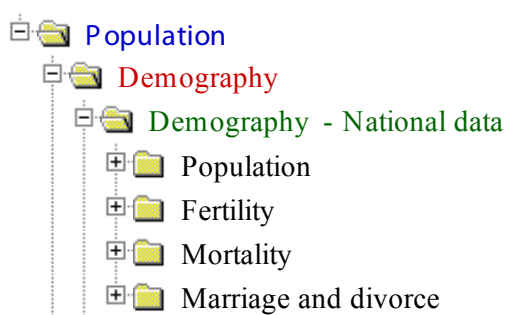 Population
Demography
Demography - National data
Population
Fertility
Mortality
Marriage and divorce